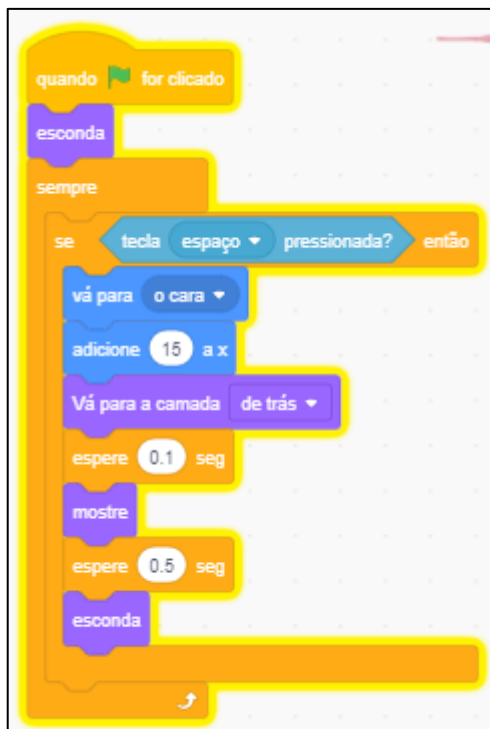 quando for clicado
esconda
sempre
se tecla espaço pressionada? então
vá para o cara
adicione 15 a x
Vá para a camada de trás
espere 0.1 seg
mostre
espere 0.5 seg
esconda